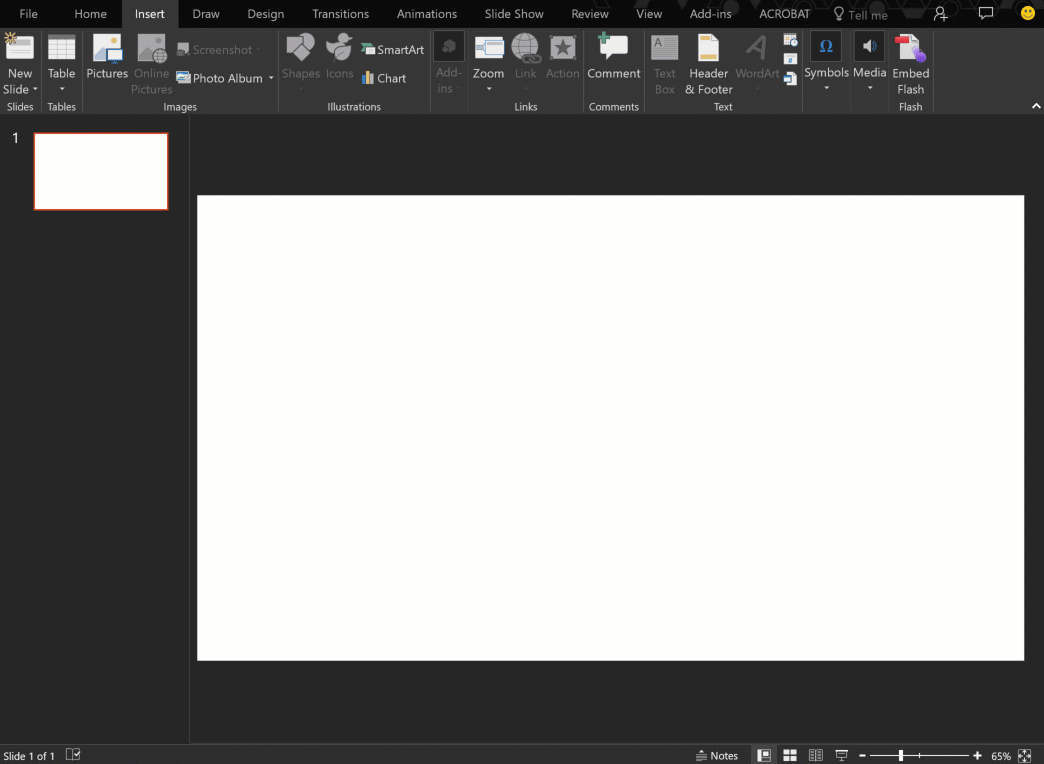 File Home Insert Draw Design Transitions Animations Slide Show Review View Add-ins ACROBAT Tell me
New Slide
Table
Pictures
Online Pictures
Screenshot
Photo Album
Shapes
Icons
SmartArt
Chart
Add-ins
Zoom
Link
Action
Comment
Text Box
Header & Footer
WordArt
Symbols
Media
Embed Flash
Slides Tables Images Illustrations Links Comments Text Flash
1
Slide 1 of 1 Notes 65%